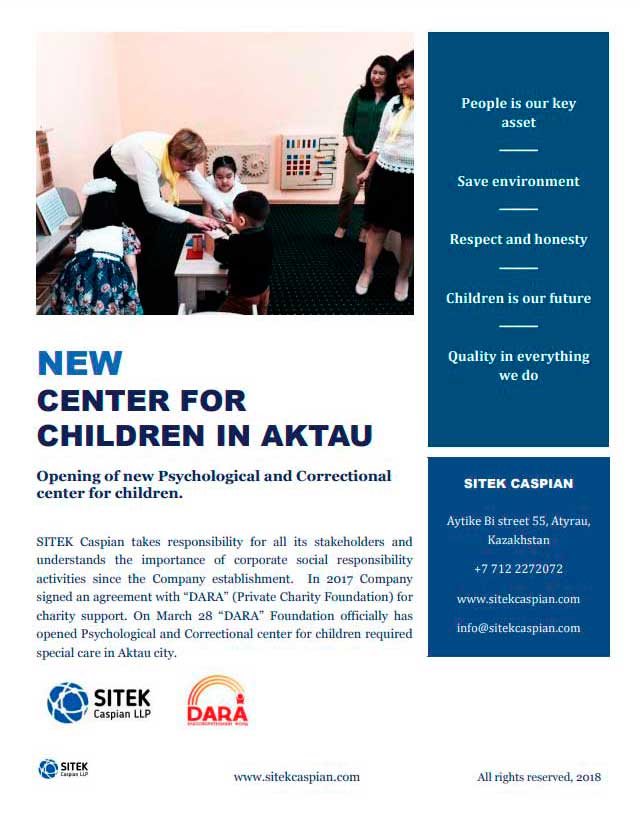 People is our key
asset
Save environment
Respect and honesty
Children is our future
Quality in everything
we do
NEW
CENTER FOR
CHILDREN IN AKTAU
Opening of new Psychological and Correctional
center for children.
SITEK Caspian takes responsibility for all its stakeholders and
understands the importance of corporate social responsibility
activities since the Company establishment. In 2017 Company
signed an agreement with “DARA” (Private Charity Foundation) for
charity support. On March 28 “DARA” Foundation officially has
opened Psychological and Correctional center for children required
special care in Aktau city.
SITEK CASPIAN
Aytike Bi street 55, Atyrau,
Kazakhstan
+7 712 2272072
www.sitekcaspian.com
info@sitekcaspian.com
SITEK
Caspian LLP
DARA
SITEK
Caspian LLP
www.sitekcaspian.com
All rights reserved, 2018